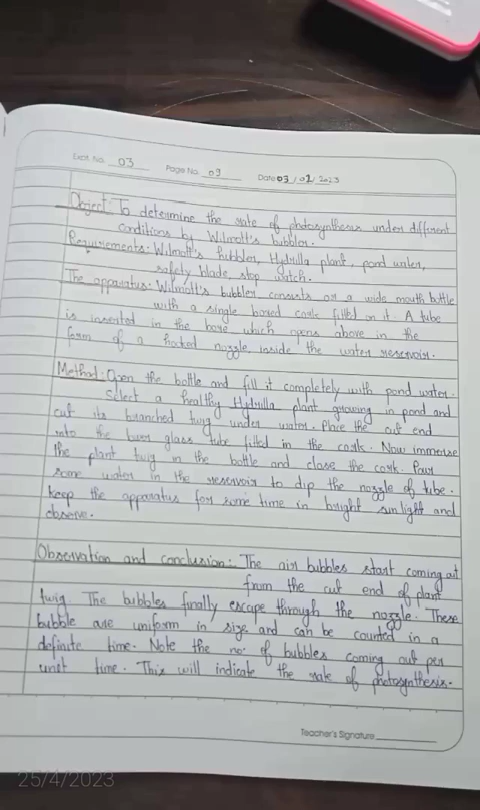 Expt. No. 03
Page No. 09
Date 03/02/2023
Object: To determine the rate of photosynthesis under different
conditions by Wilmott's bubbler.
Requirements: Wilmott's bubbler, Hydrilla plant, pond water,
safety blade, stop watch.
The apparatus: Wilmott's bubbler consists of a wide mouth bottle
with a single bored cork filled on it. A tube
is inserted in the bore which opens above in the
form of a hooked nozzle inside the water reservoir.
Method: Open the bottle and fill it completely with pond water.
Select a healthy Hydrilla plant growing in pond and
cut its branched twig under water. Place the cut end
into the lower glass tube filled in the cork. Now immerse
the plant twig in the bottle and close the cork. Pour
some water in the reservoir to dip the nozzle of tube.
keep the apparatus for some time in bright sunlight and
observe.
Observation and conclusion: The air bubbles start coming out
from the cut end of plant
twig. The bubbles finally escape through the nozzle. These
bubble are uniform in size and can be counted in a
definite time. Note the no. of bubbles coming out per
unit time. This will indicate the rate of photosynthesis.
Teacher's Signature
25/4/2023